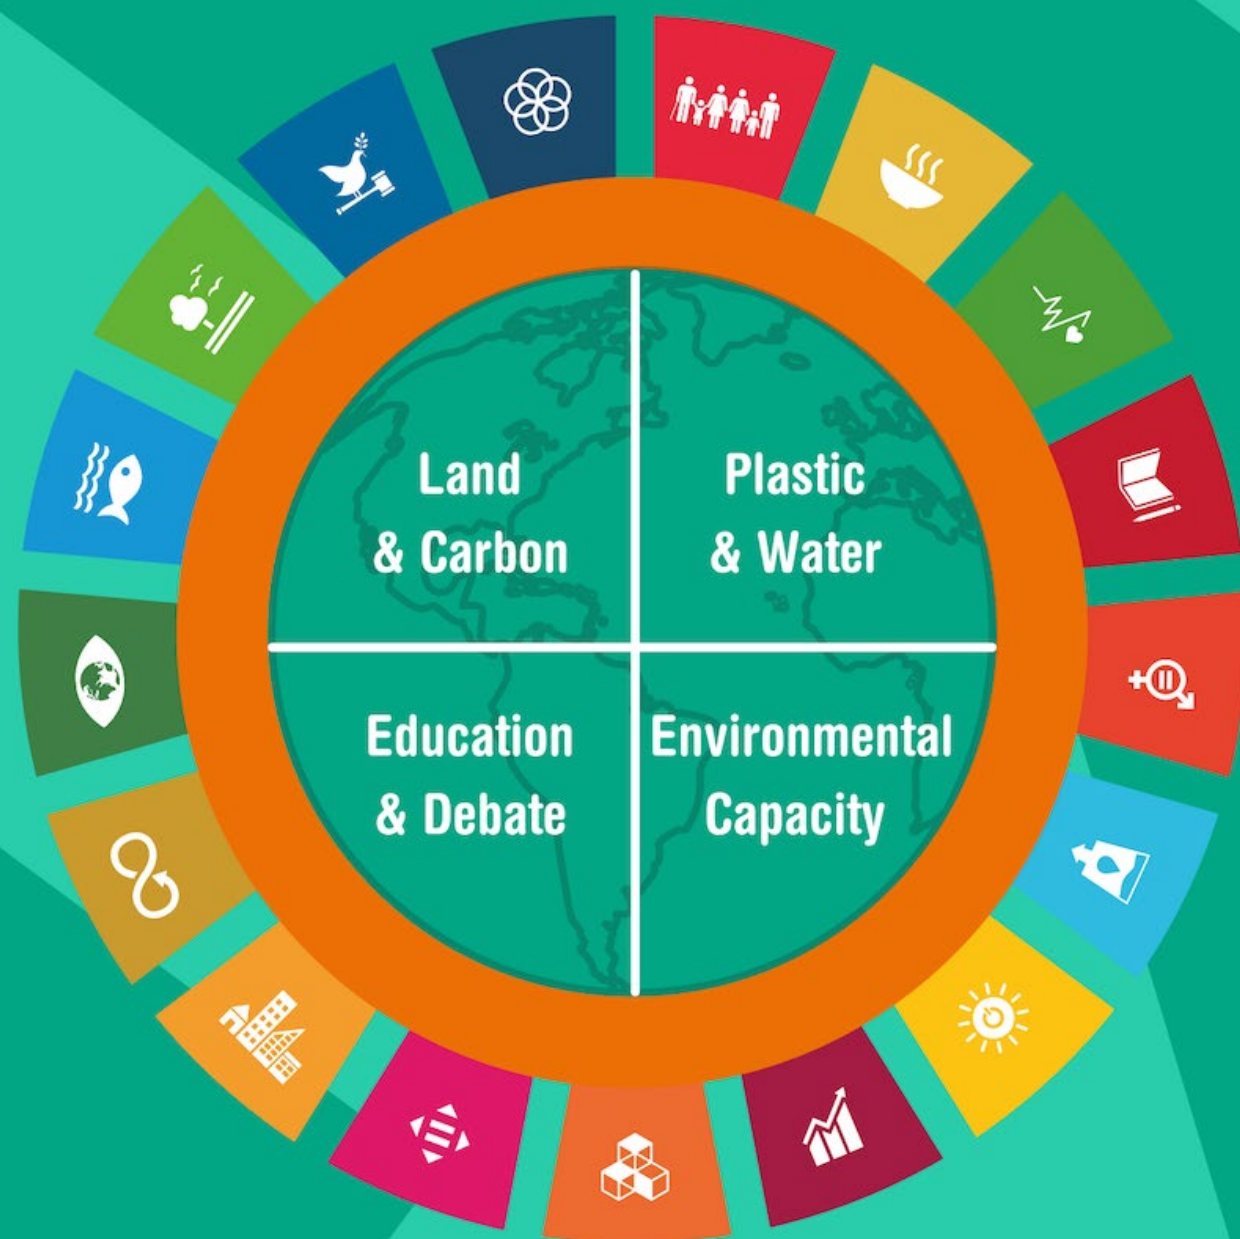 Land
& Carbon
Plastic
& Water
Education
& Debate
Environmental
Capacity